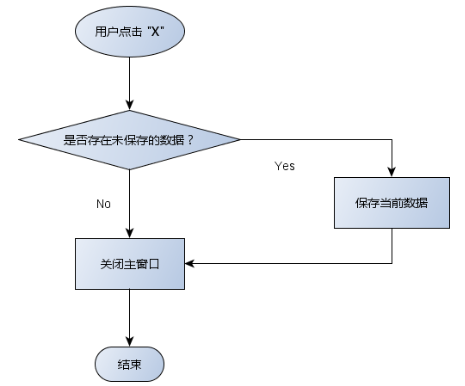 用户点击 "X"
是否存在未保存的数据？
Yes
保存当前数据
No
关闭主窗口
结束